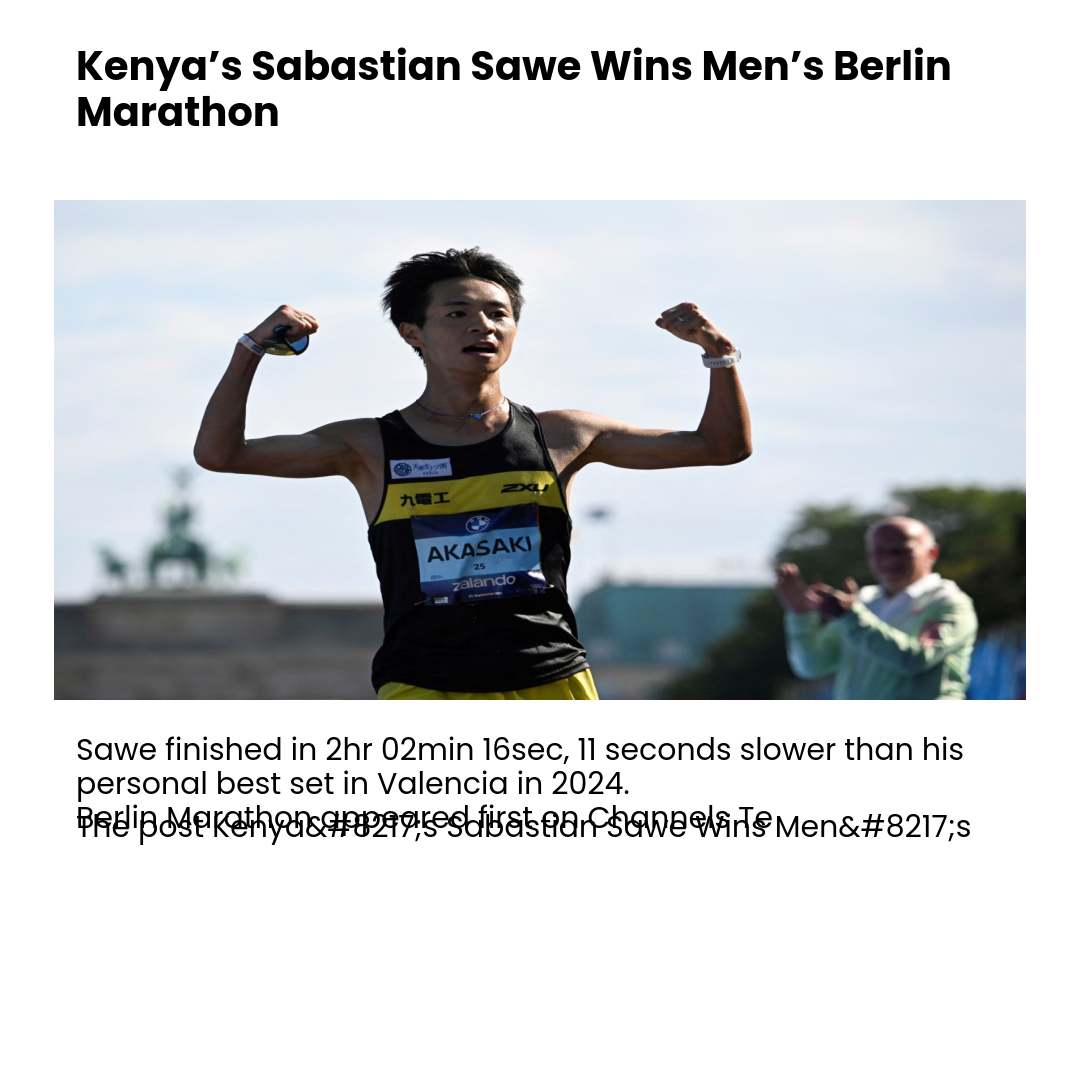 Kenya’s Sabastian Sawe Wins Men’s Berlin
Marathon
九電工
2XU
AKASAKI
25
zalando
Sawe finished in 2hr 02min 16sec, 11 seconds slower than his
personal best set in Valencia in 2024.
Berlin Marathon appeared first on Channels Te
The post Kenya&#8217;s Sabastian Sawe Wins Men&#8217;s